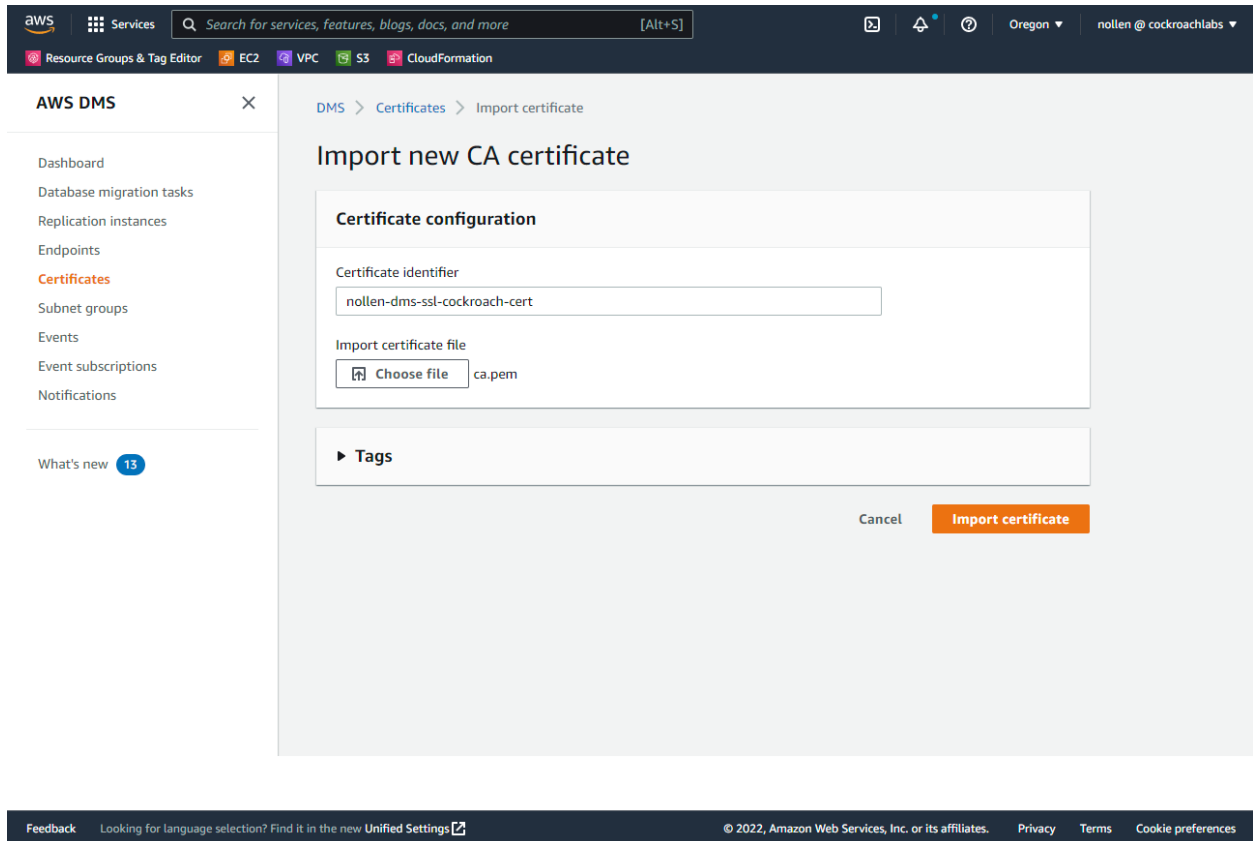 aws Services Search for services, features, blogs, docs, and more [Alt+S] Oregon ▼ nollen @ cockroachlabs ▼
Resource Groups & Tag Editor EC2 VPC S3 CloudFormation
AWS DMS
Dashboard
Database migration tasks
Replication instances
Endpoints
Certificates
Subnet groups
Events
Event subscriptions
Notifications
What's new 13
DMS > Certificates > Import certificate
Import new CA certificate
Certificate configuration
Certificate identifier
nollen-dms-ssl-cockroach-cert
Import certificate file
Choose file ca.pem
Tags
Cancel Import certificate
Feedback Looking for language selection? Find it in the new Unified Settings © 2022, Amazon Web Services, Inc. or its affiliates. Privacy Terms Cookie preferences